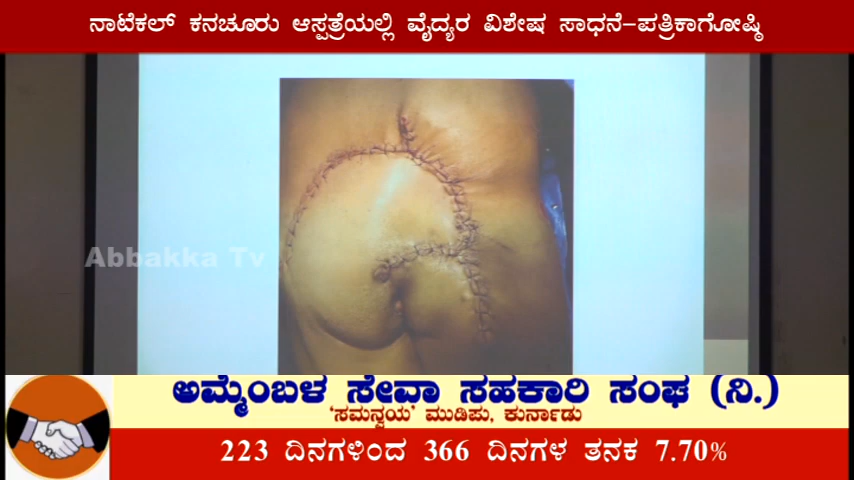 ನಾಟೆಕಲ್ ಕಣಚೂರು ಆಸ್ಪತ್ರೆಯಲ್ಲಿ ವೈದ್ಯರ ವಿಶೇಷ ಸಾಧನೆ-ಪತ್ರಿಕಾಗೋಷ್ಠಿ
Abbakka Tv
ಅಮ್ಮೆಂಬಳ ಸೇವಾ ಸಹಕಾರಿ ಸಂಘ (ನಿ.)
'ಸಮನ್ವಯ' ಮುಡಿಪು, ಕುರ್ನಾಡು
223 ದಿನಗಳಿಂದ 366 ದಿನಗಳ ತನಕ 7.70%